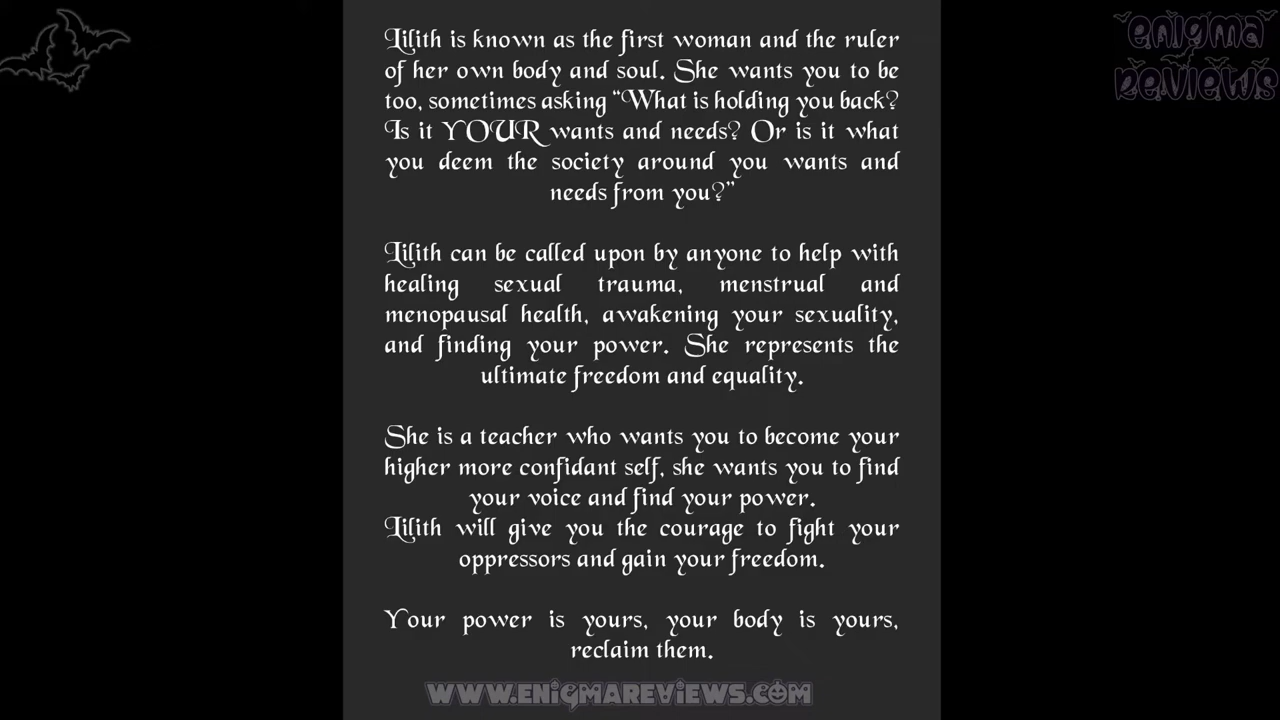 Lilith is known as the first woman and the ruler
of her own body and soul. She wants you to be
too, sometimes asking “What is holding you back?
Is it YOUR wants and needs? Or is it what
you deem the society around you wants and
needs from you?”
Lilith can be called upon by anyone to help with
healing sexual trauma, menstrual and
menopausal health, awakening your sexuality,
and finding your power. She represents the
ultimate freedom and equality.
She is a teacher who wants you to become your
higher more confidant self, she wants you to find
your voice and find your power.
Lilith will give you the courage to fight your
oppressors and gain your freedom.
Your power is yours, your body is yours,
reclaim them.
www.enigmareviews.com
enigma
reviews